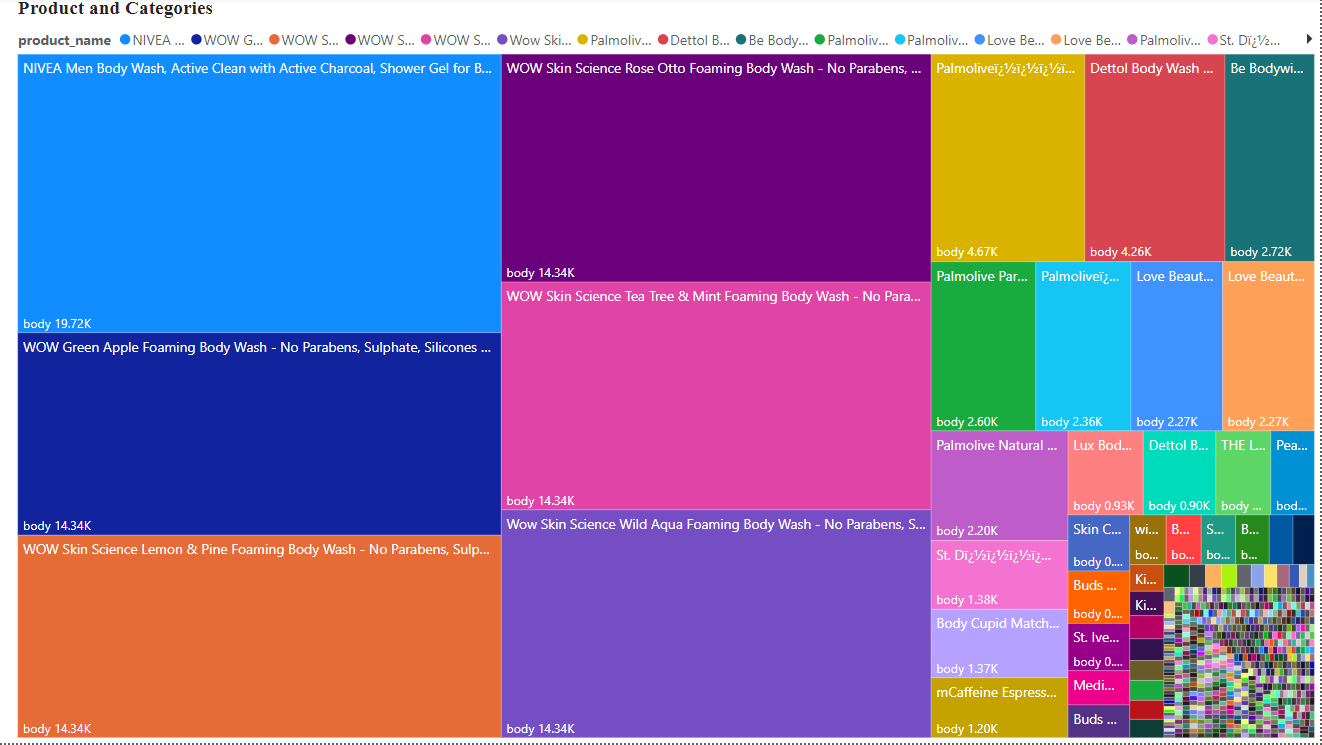 Product and Categories
product_name NIVEA ... WOW G... WOW S... WOW S... WOW S... Wow Ski... Palmoliv... Dettol B... Be Body... Palmoliv... Palmoliv... Love Be... Love Be... Palmoliv... St. Dï¿½...
NIVEA Men Body Wash, Active Clean with Active Charcoal, Shower Gel for B...
body 19.72K
WOW Green Apple Foaming Body Wash - No Parabens, Sulphate, Silicones ...
body 14.34K
WOW Skin Science Lemon & Pine Foaming Body Wash - No Parabens, Sulp...
body 14.34K
WOW Skin Science Rose Otto Foaming Body Wash - No Parabens, ...
body 14.34K
WOW Skin Science Tea Tree & Mint Foaming Body Wash - No Para...
body 14.34K
Wow Skin Science Wild Aqua Foaming Body Wash - No Parabens, S...
body 14.34K
Palmoliveï¿½ï¿½ï¿½ï...
body 4.67K
Dettol Body Wash ...
body 4.26K
Be Bodywi...
body 2.72K
Palmolive Par...
body 2.60K
Palmoliveï¿...
body 2.36K
Love Beaut...
body 2.27K
Love Beaut...
body 2.27K
Palmolive Natural ...
body 2.20K
St. Dï¿½ï¿½ï¿½ï¿...
body 1.38K
Body Cupid Match...
body 1.37K
mCaffeine Espress...
body 1.20K
Lux Bod...
body 0.93K
Dettol B...
body 0.90K
THE L...
body ...
Pea...
bod...
Skin C...
body 0....
Buds ...
body 0....
St. Ive...
body 0....
Medi...
Buds ...
wi...
bo...
B...
bo...
S...
bo...
B...
b...
Ki...
Ki...